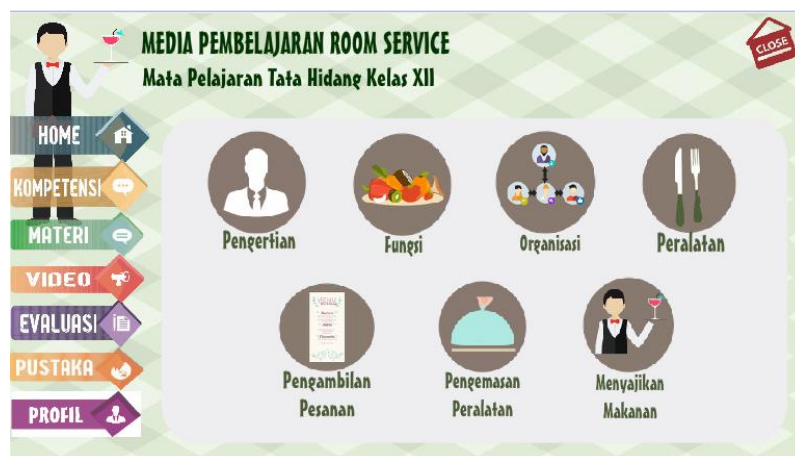 MEDIA PEMBELAJARAN ROOM SERVICE
Mata Pelajaran Tata Hidang Kelas XII
CLOSE
HOME
KOMPETENSI
MATERI
VIDEO
EVALUASI
PUSTAKA
PROFIL
Pengertian
Fungsi
Organisasi
Peralatan
Pengambilan
Pesanan
Pengemasan
Peralatan
Menyajikan
Makanan